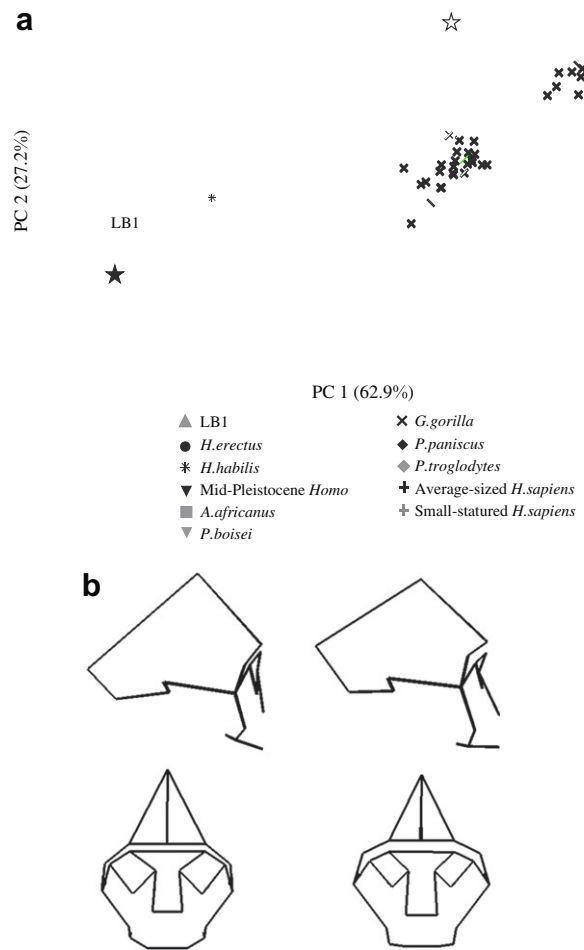 a
PC 2 (27.2%)
LB1
PC 1 (62.9%)
LB1
H.erectus
H.habilis
Mid-Pleistocene Homo
A.africanus
P.boisei
G.gorilla
P.paniscus
P.troglodytes
Average-sized H.sapiens
Small-statured H.sapiens
b